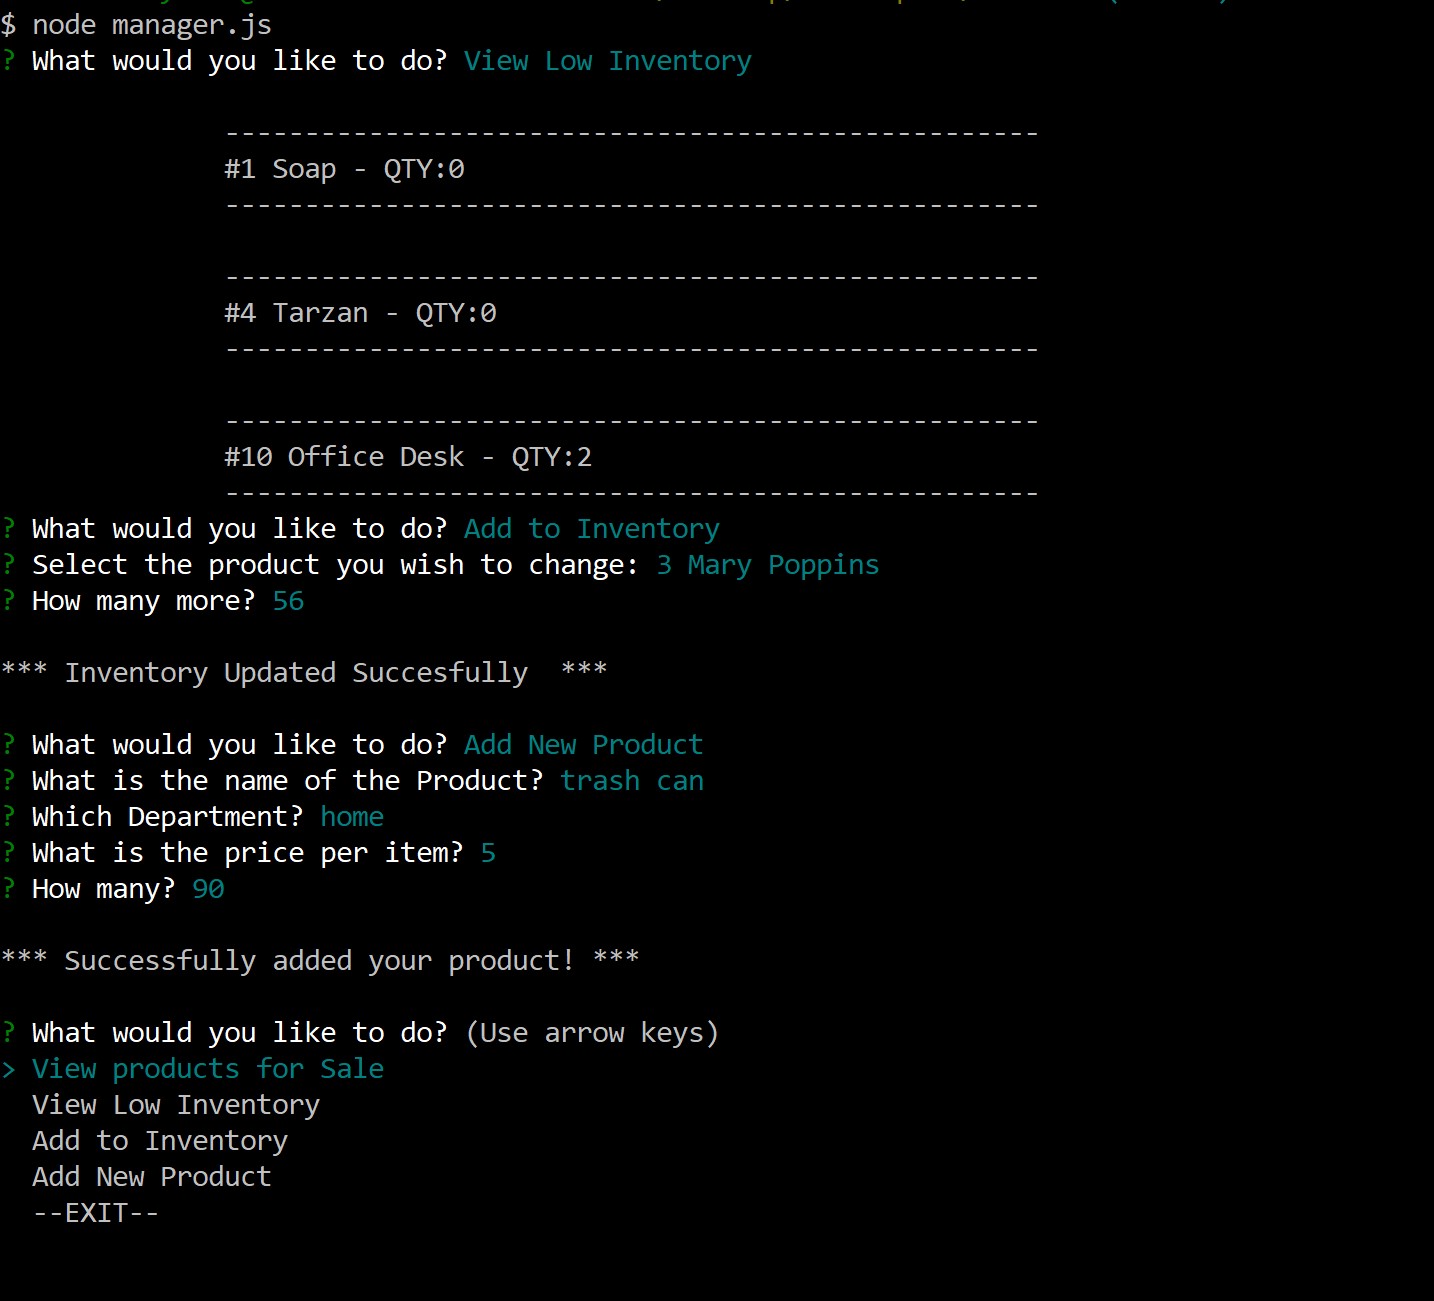 $ node manager.js
? What would you like to do? View Low Inventory
---------------------------------------------------
#1 Soap - QTY:0
---------------------------------------------------
---------------------------------------------------
#4 Tarzan - QTY:0
---------------------------------------------------
---------------------------------------------------
#10 Office Desk - QTY:2
---------------------------------------------------
? What would you like to do? Add to Inventory
? Select the product you wish to change: 3 Mary Poppins
? How many more? 56
*** Inventory Updated Succesfully  ***
? What would you like to do? Add New Product
? What is the name of the Product? trash can
? Which Department? home
? What is the price per item? 5
? How many? 90
*** Successfully added your product! ***
? What would you like to do? (Use arrow keys)
> View products for Sale
View Low Inventory
Add to Inventory
Add New Product
--EXIT--